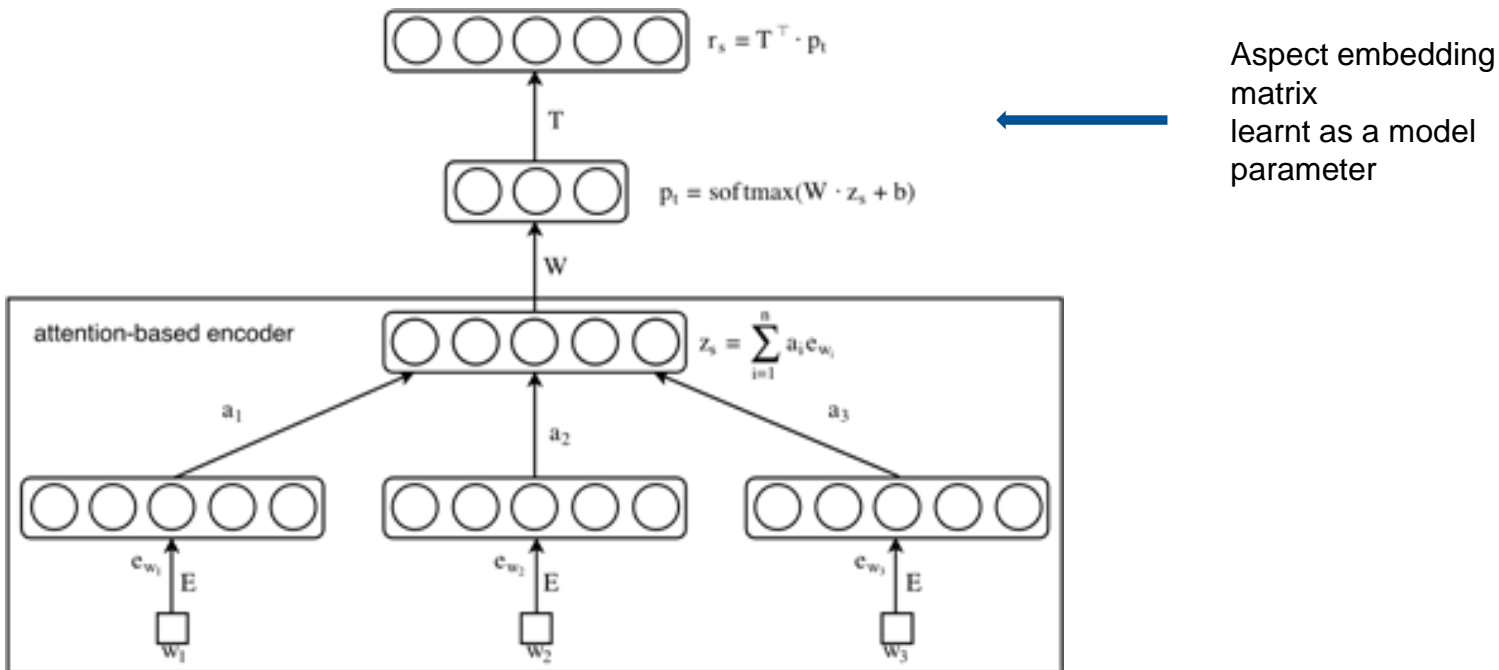 r_s = T^⊤ · p_t
Aspect embedding
matrix
learnt as a model
parameter
T
p_t = softmax(W · z_s + b)
W
attention-based encoder
z_s = \sum_{i=1}^{n} a_i e_{w_i}
a_1
a_2
a_3
e_{w_1} E
e_{w_2} E
e_{w_3} E
w_1
w_2
w_3